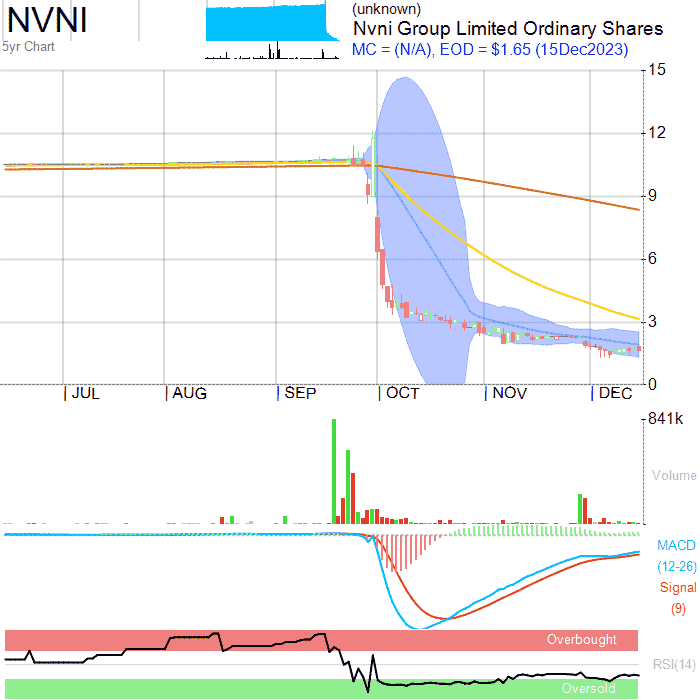 NVNI
5yr Chart
(unknown)
Nvni Group Limited Ordinary Shares
MC = (N/A), EOD = $1.65 (15Dec2023)
15
12
9
6
3
0
JUL AUG SEP OCT NOV DEC
841k
Volume
MACD
(12-26)
Signal
(9)
Overbought
RSI(14)
Oversold